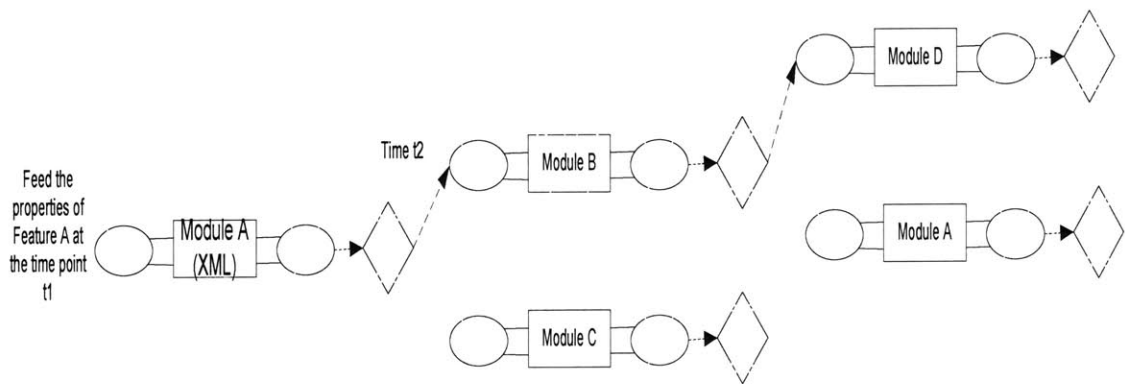 Feed the
properties of
Feature A at
the time point
t1
Module A
(XML)
Time t2
Module B
Module C
Module D
Module A